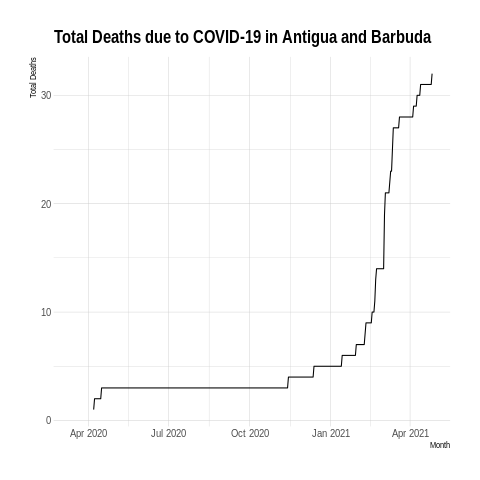 Total Deaths due to COVID-19 in Antigua and Barbuda
Total Deaths
30
20
10
0
Apr 2020 Jul 2020 Oct 2020 Jan 2021 Apr 2021
Month